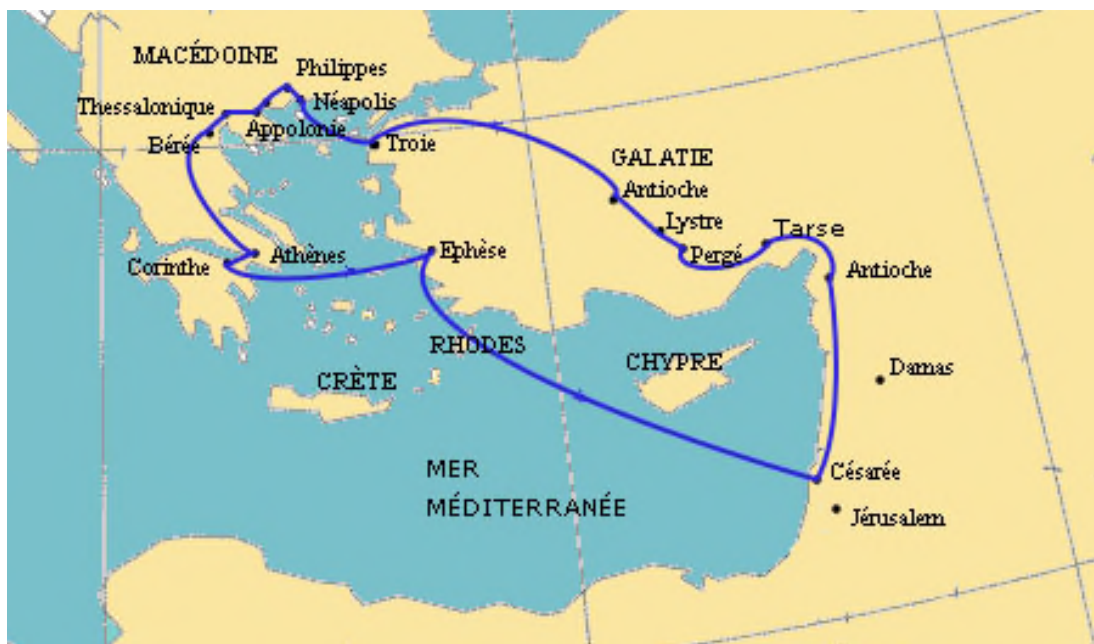 MACÉDOINE
Philippes
Thessalonique
Néapolis
Appolonie
Bérée
Troie
GALATIE
Antioche
Lystre
Tarse
Pergé
Athènes
Ephèse
Corinthe
Antioche
RHODES
CHYPRE
CRÈTE
Damas
MER
MÉDITERRANÉE
Césarée
Jérusalem